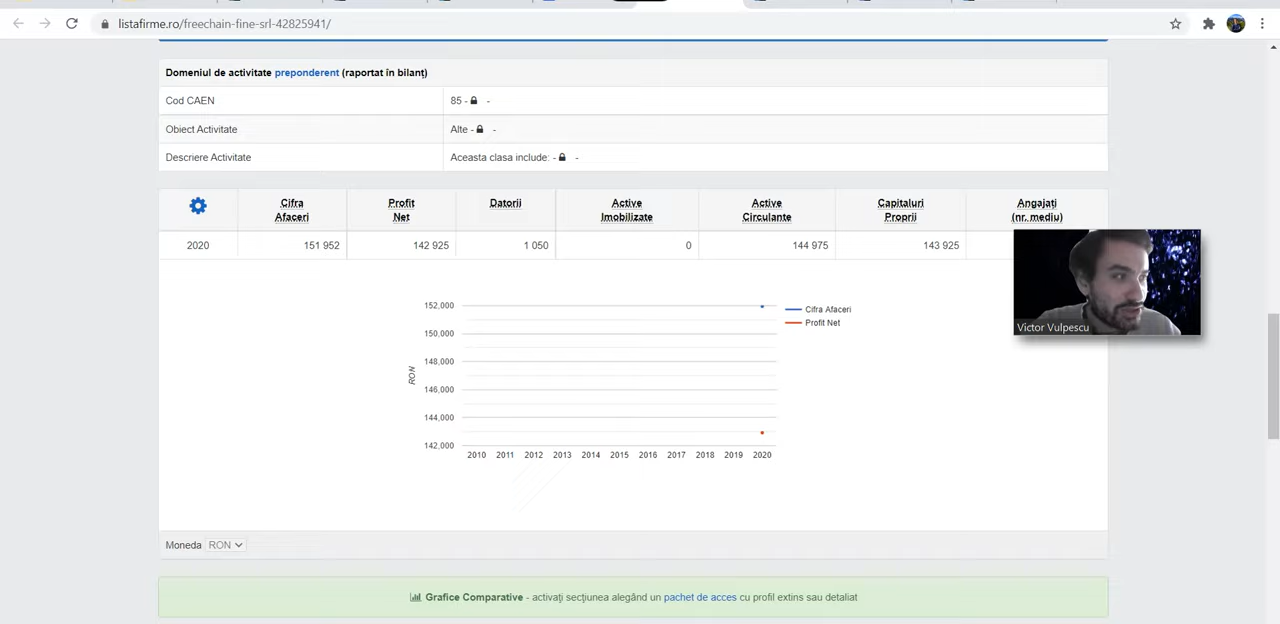 listafirme.ro/freechain-fine-srl-42825941/
Domeniul de activitate preponderent (raportat în bilanț)
Cod CAEN 85 - -
Obiect Activitate Alte - -
Descriere Activitate Aceasta clasa include: - -
Cifra Afaceri Profit Net Datorii Active Imobilizate Active Circulante Capitaluri Proprii Angajați (nr. mediu)
2020 151 952 142 925 1 050 0 144 975 143 925
Victor Vulpescu
152,000
150,000
148,000
146,000
144,000
142,000
RON
2010 2011 2012 2013 2014 2015 2016 2017 2018 2019 2020
Cifra Afaceri
Profit Net
Moneda RON
Grafice Comparative - activați secțiunea alegând un pachet de acces cu profil extins sau detaliat